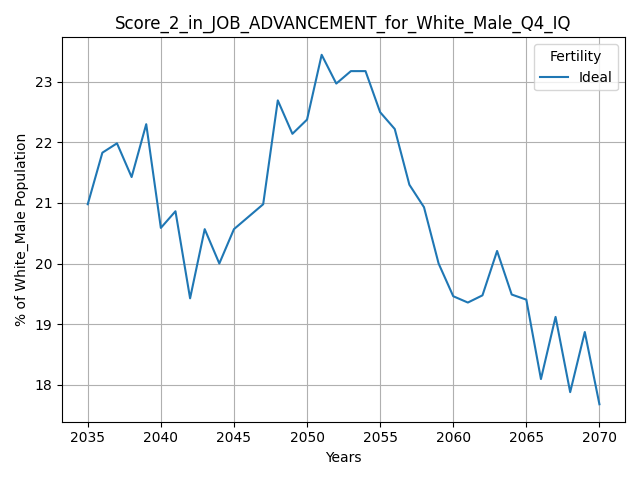 Score_2_in_JOB_ADVANCEMENT_for_White_Male_Q4_IQ
Fertility
Ideal
% of White_Male Population
23
22
21
20
19
18
2035 2040 2045 2050 2055 2060 2065 2070
Years